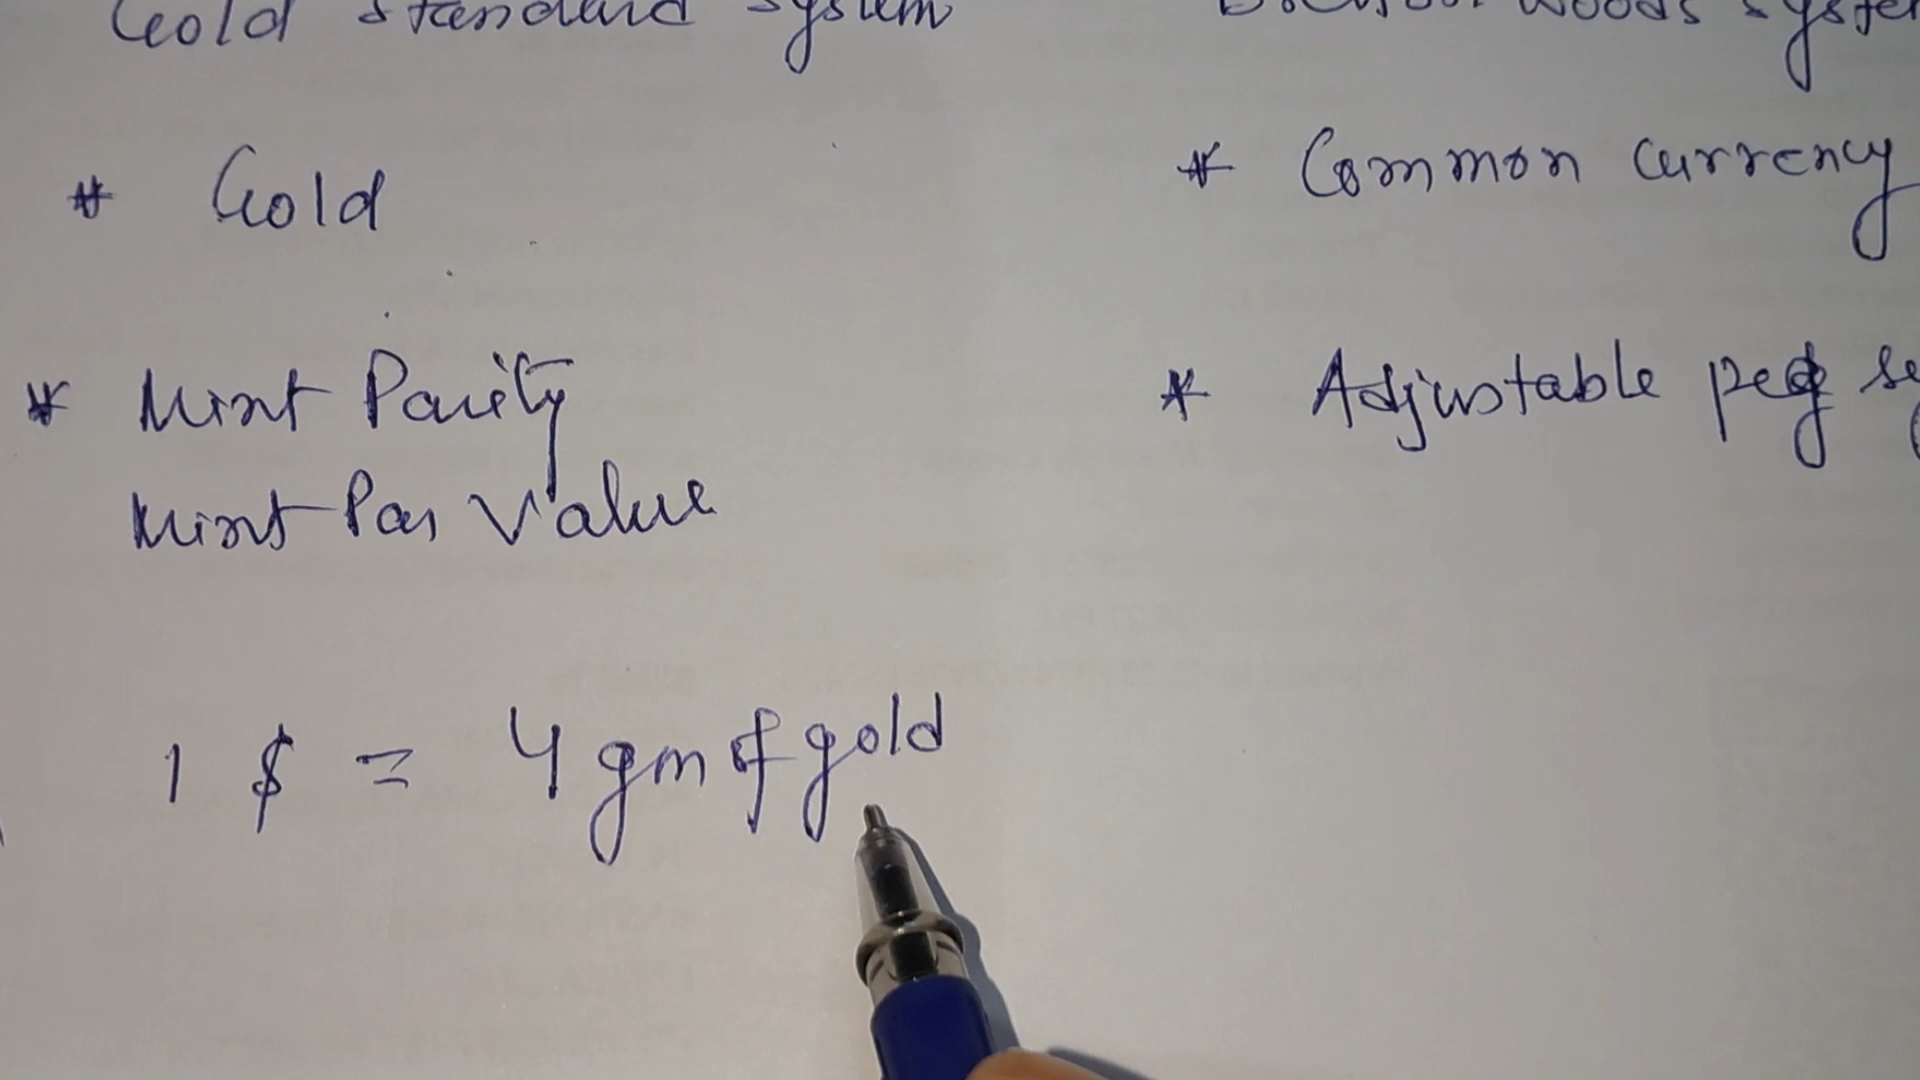 Gold standard system
* Gold
* Mint Parity
Mint Par Value
1 $ = 4 gm of gold
Bretton woods system
* Common Currency
* Adjustable peg